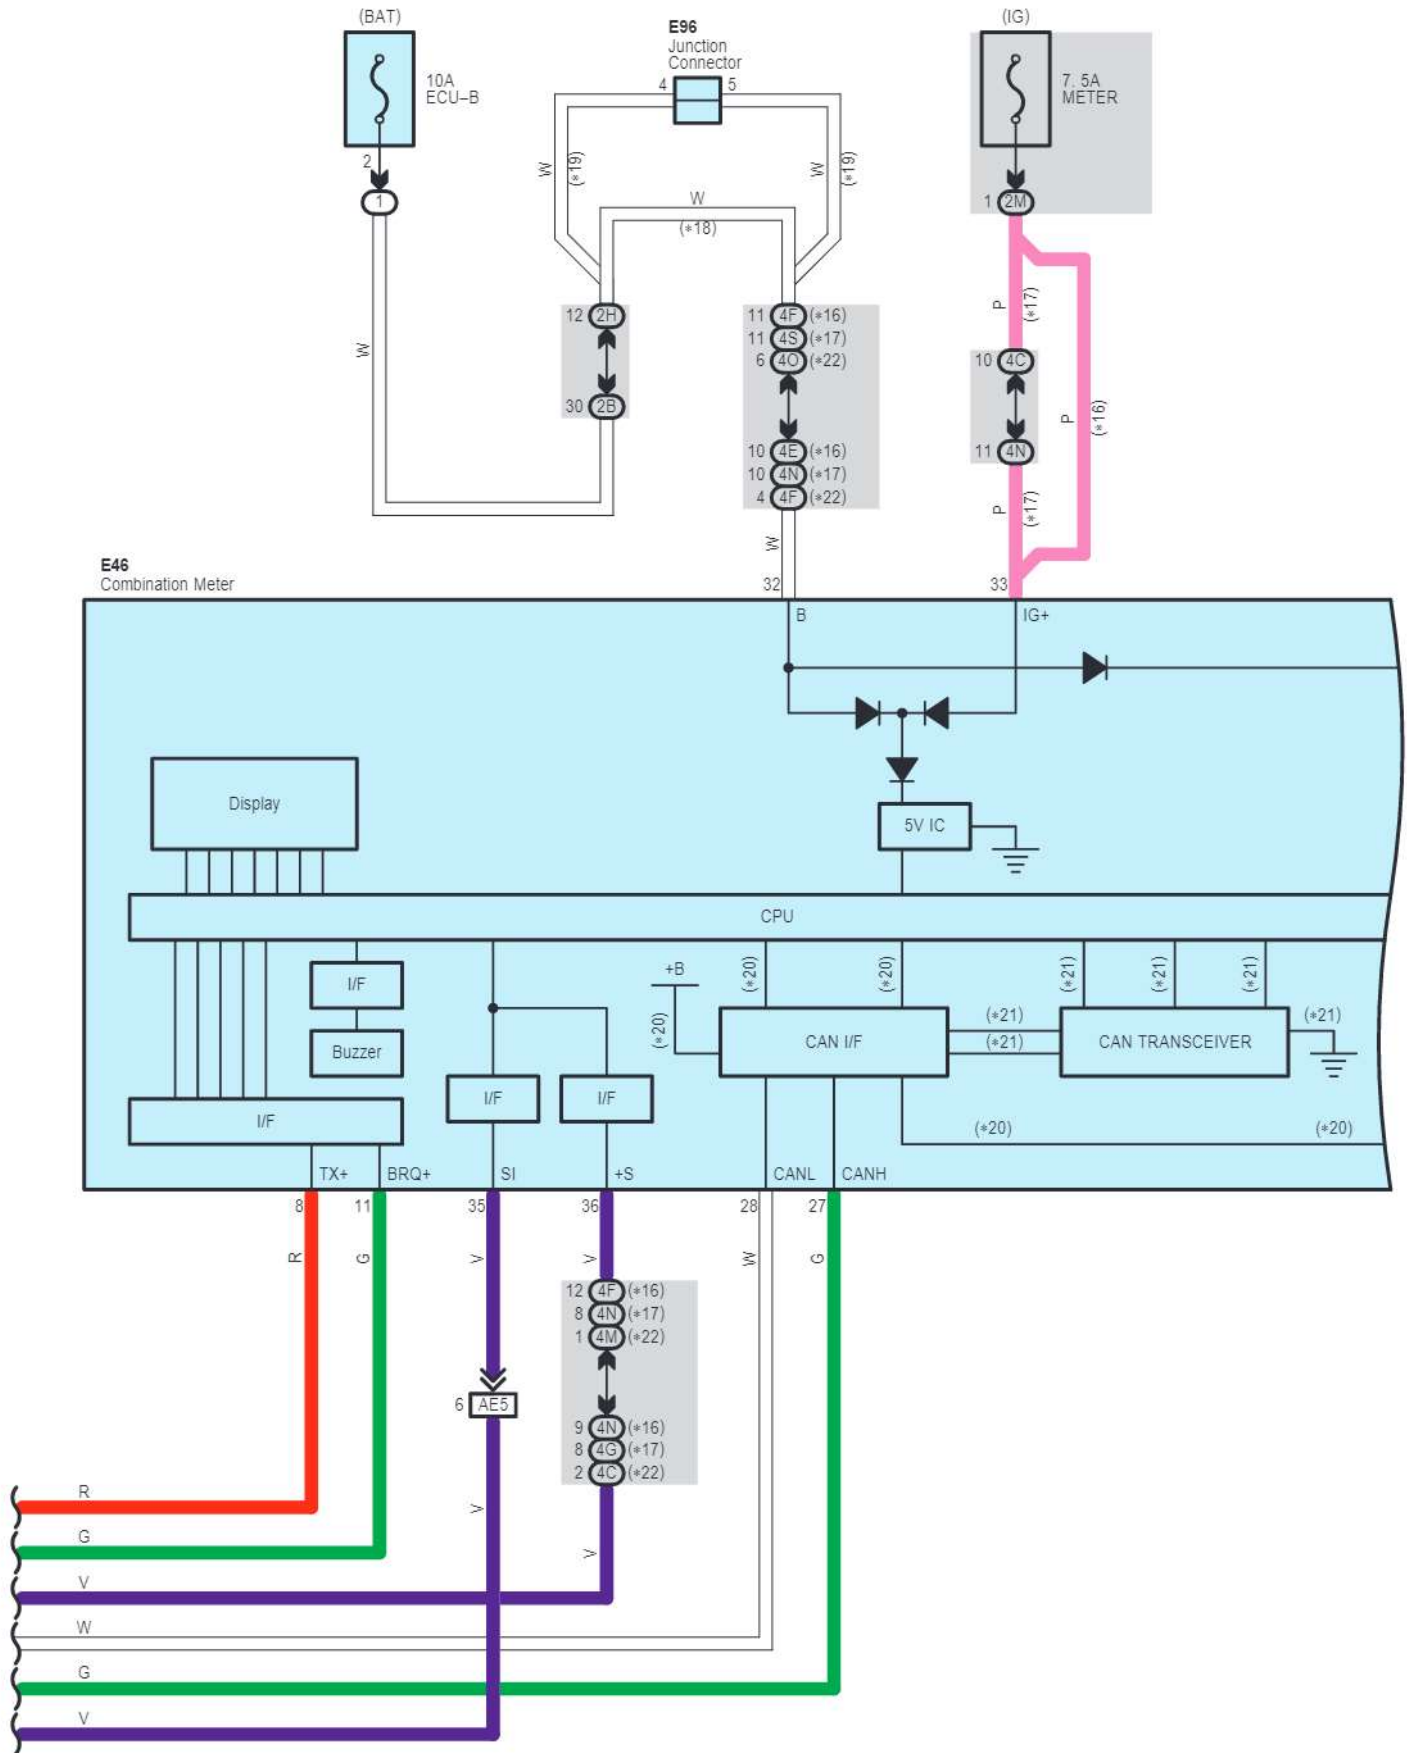 (BAT)
E96
Junction
Connector
(IG)
10A
ECU–B
4
5
7. 5A
METER
2
1
1
2M
W
(∗19)
W
(∗19)
W
(∗18)
P
(∗17)
12
2H
11
4F
(∗16)
11
4S
(∗17)
6
4O
(∗22)
10
4C
W
30
2B
P
(∗16)
10
4E
(∗16)
11
4N
10
4N
(∗17)
4
4F
(∗22)
P
(∗17)
W
E46
Combination Meter
32
33
B
IG+
Display
5V IC
CPU
I/F
Buzzer
+B
(∗20)
(∗20)
(∗20)
(∗21)
(∗21)
(∗21)
(∗21)
(∗21)
(∗21)
CAN I/F
CAN TRANSCEIVER
I/F
I/F
I/F
(∗20)
(∗20)
TX+
BRQ+
SI
+S
CANL
CANH
8
11
35
36
28
27
R
G
V
V
W
G
12
4F
(∗16)
8
4N
(∗17)
1
4M
(∗22)
6
AE5
9
4N
(∗16)
8
4G
(∗17)
2
4C
(∗22)
V
V
R
G
V
W
G
V